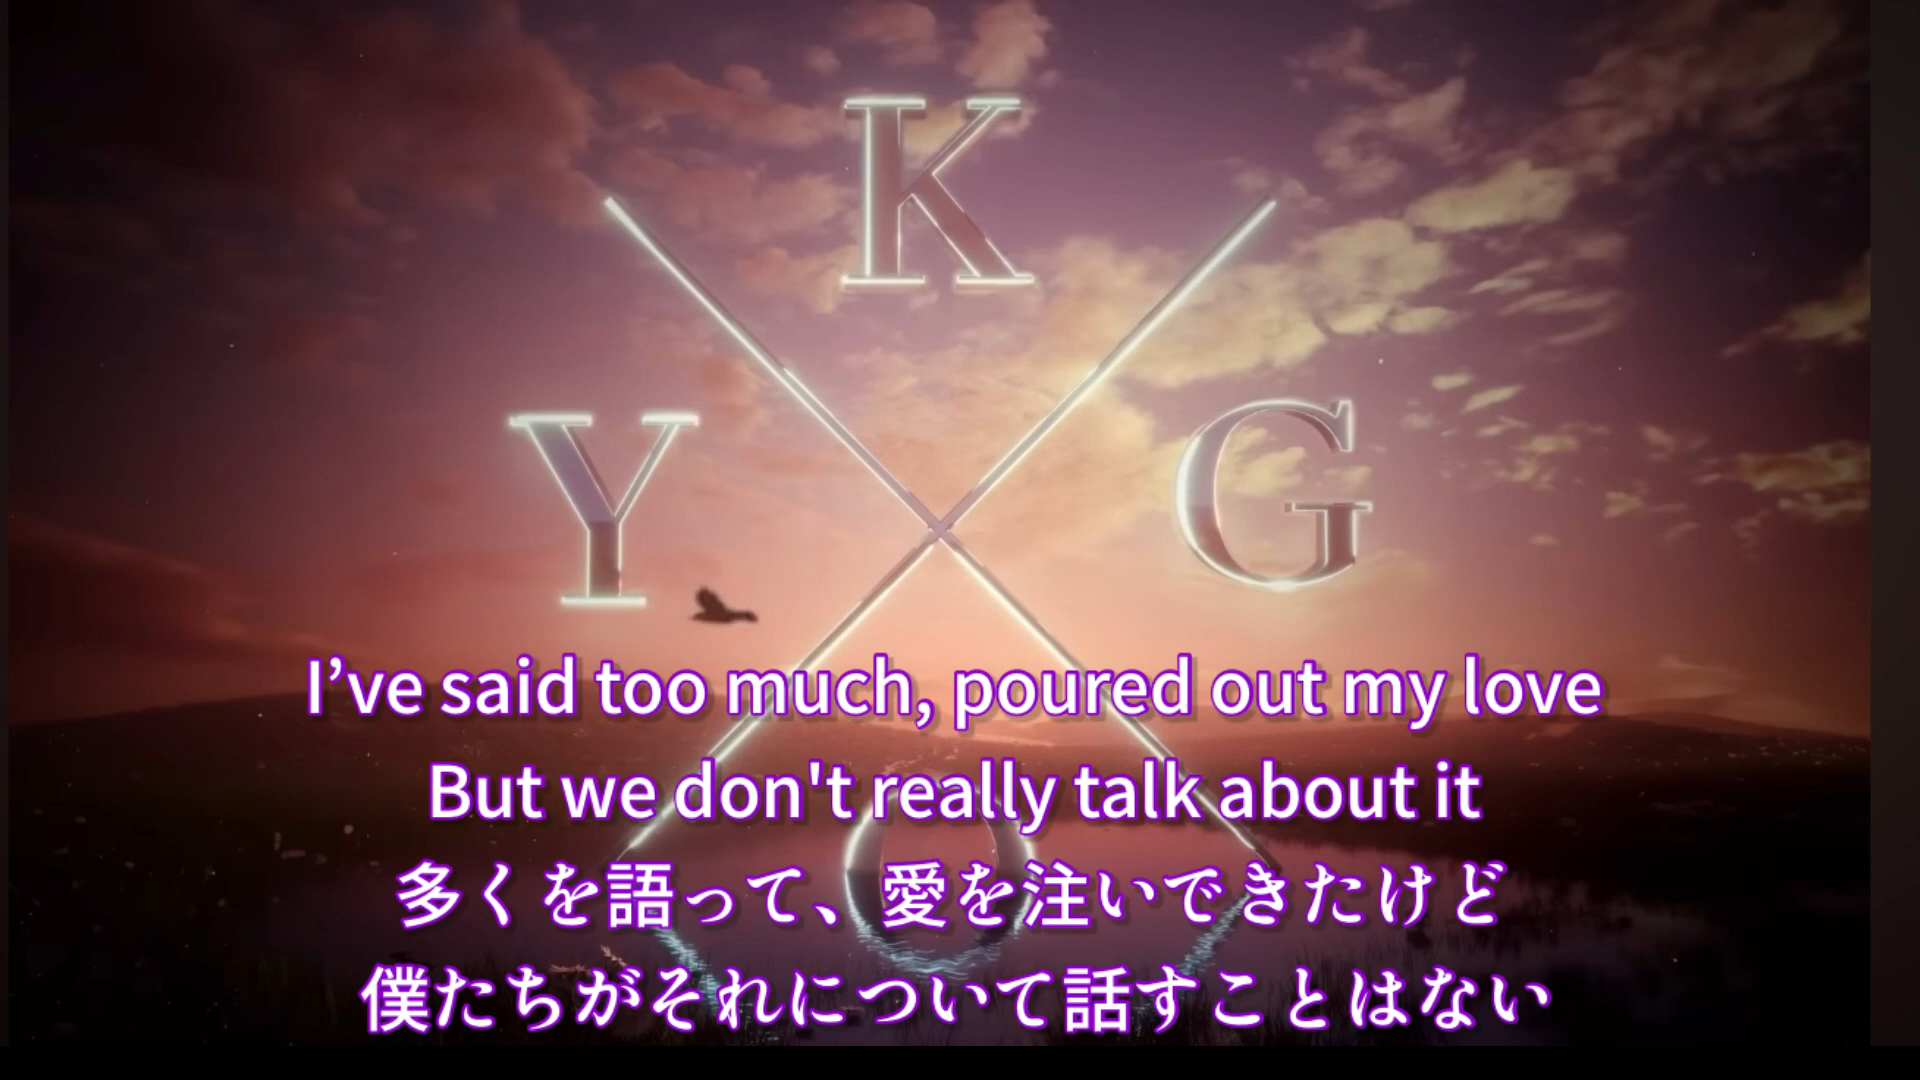 K
Y G
O
I’ve said too much, poured out my love
But we don't really talk about it
多くを語って、愛を注いできたけど
僕たちがそれについて話すことはない